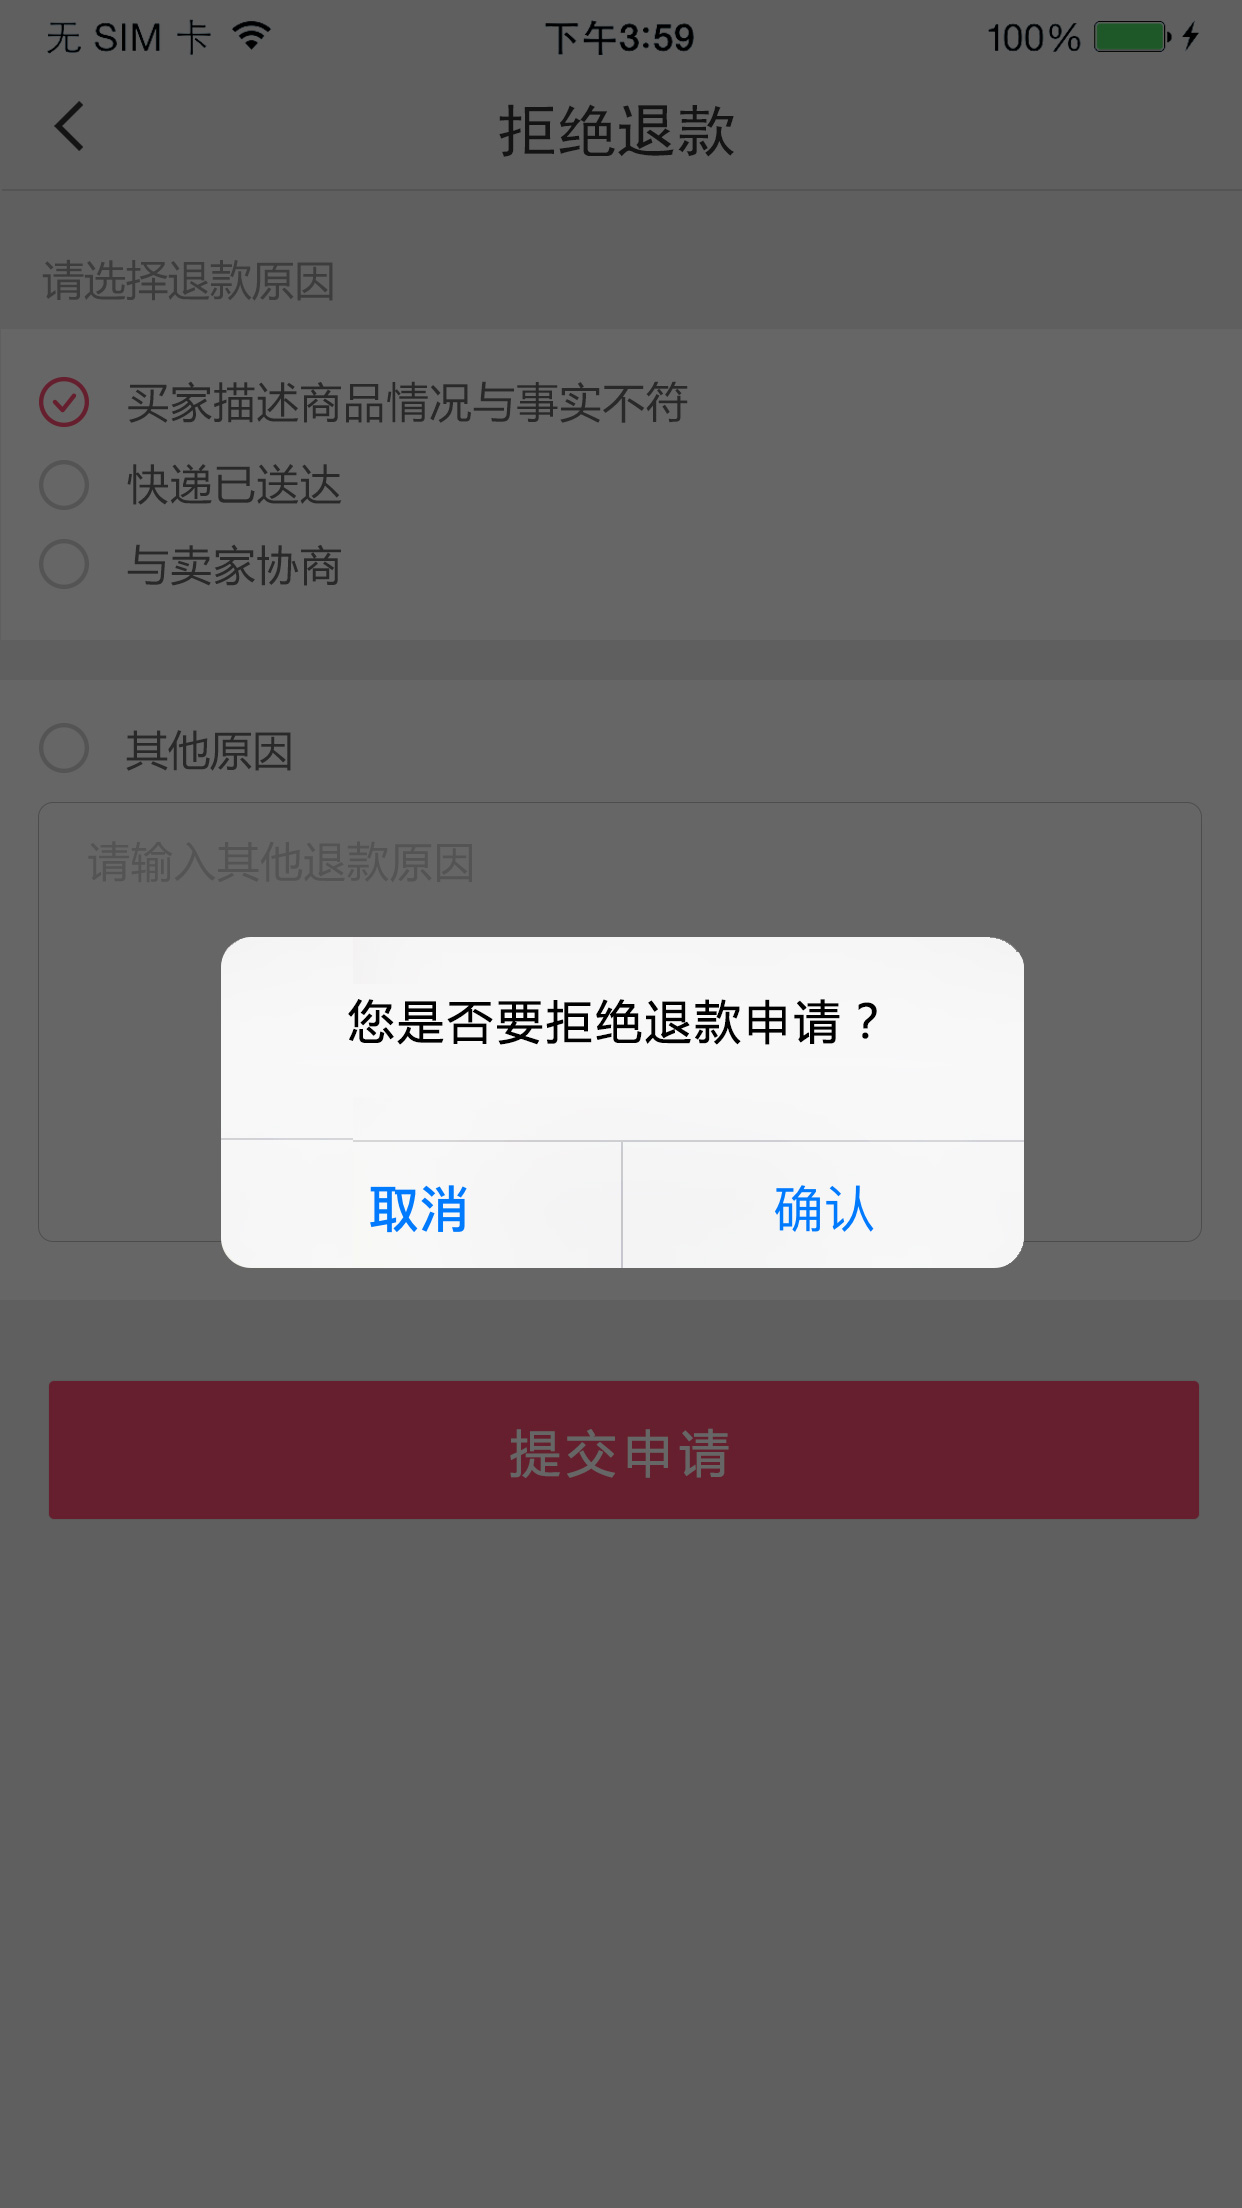 无 SIM 卡
下午3:59
100%
拒绝退款
请选择退款原因
买家描述商品情况与事实不符
快递已送达
与卖家协商
其他原因
请输入其他退款原因
您是否要拒绝退款申请？
取消
确认
提交申请